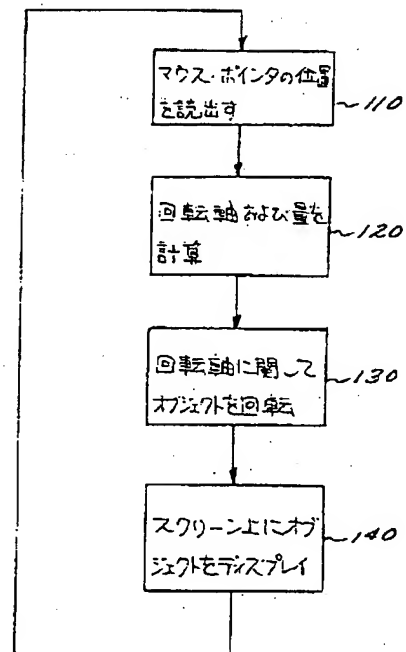 マウス・ポインタの位置
を読出す
110
回転軸および量を
計算
120
回転軸に関して
オブジェクトを回転
130
スクリーン上にオブ
ジェクトをディスプレイ
140